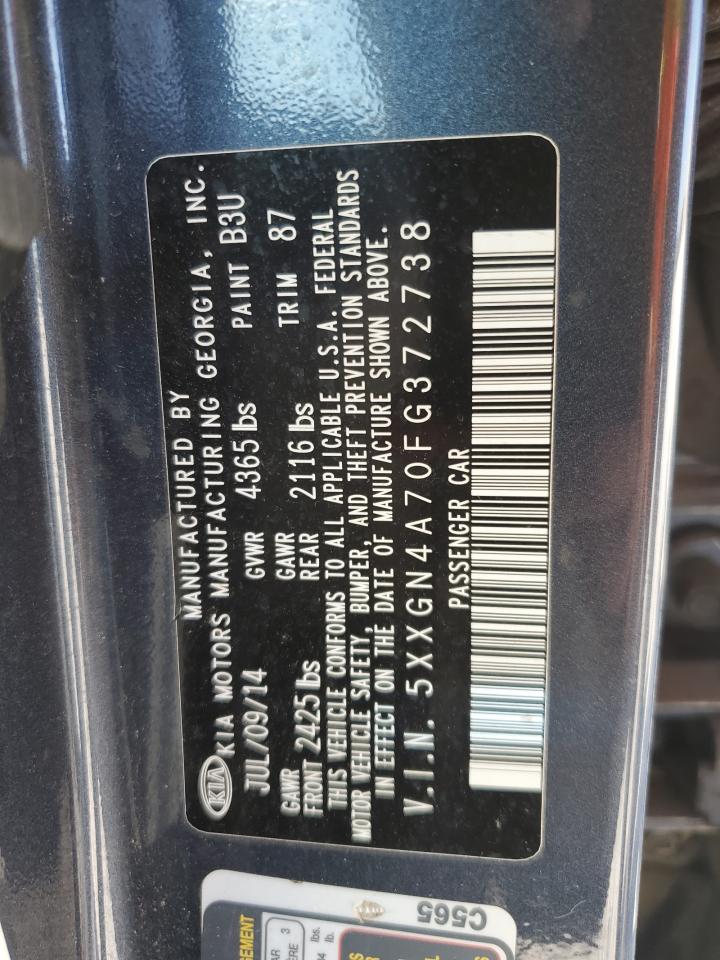 MANUFACTURED BY
KIA KIA MOTORS MANUFACTURING GEORGIA, INC.
JUL/09/14 GVWR 4365 lbs PAINT B3U
GAWR FRONT 2425 lbs GAWR REAR 2116 lbs TRIM 87
THIS VEHICLE CONFORMS TO ALL APPLICABLE U.S.A. FEDERAL
MOTOR VEHICLE SAFETY, BUMPER, AND THEFT PREVENTION STANDARDS
IN EFFECT ON THE DATE OF MANUFACTURE SHOWN ABOVE.
V.I.N. 5XXGN4A70FG372738
PASSENGER CAR
C565